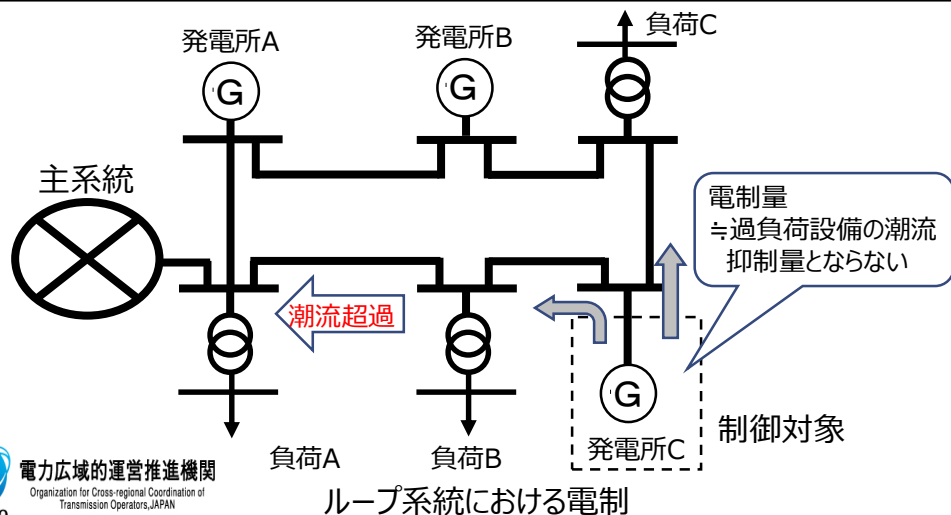 発電所A
発電所B
負荷C
G
G
主系統
電制量
≒過負荷設備の潮流
抑制量とならない
潮流超過
G
発電所C
制御対象
負荷A
負荷B
電力広域的運営推進機関
Organization for Cross-regional Coordination of
Transmission Operators,JAPAN
ループ系統における電制